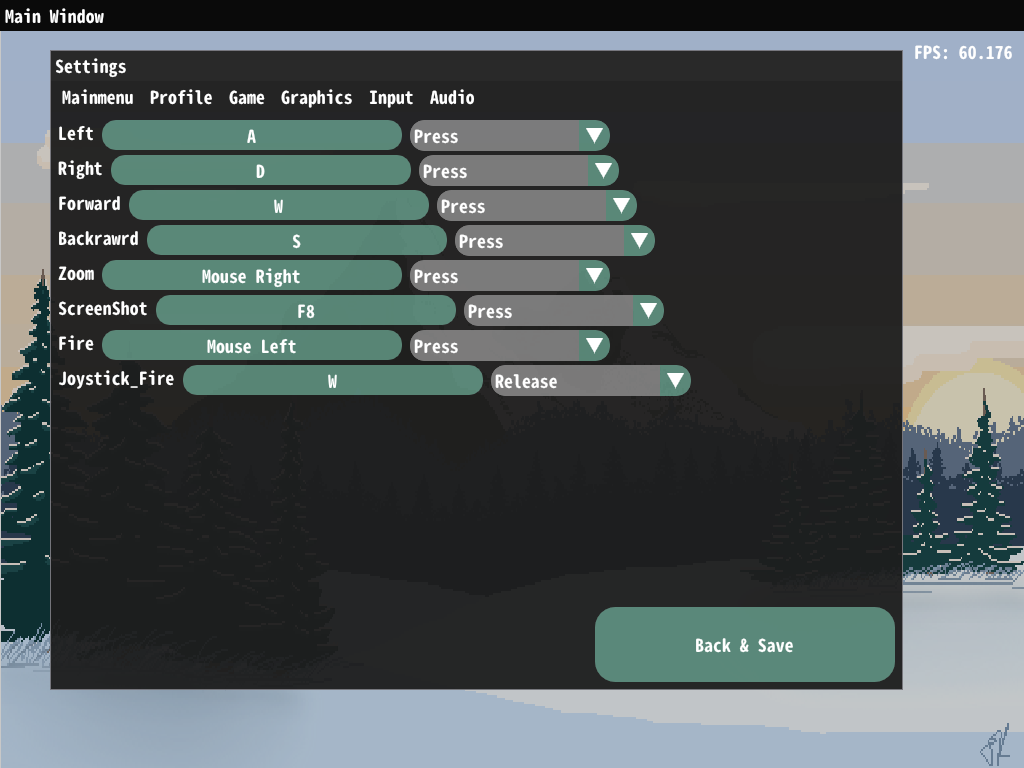 Main Window
FPS: 60.176
Settings
Mainmenu Profile Game Graphics Input Audio
Left A Press
Right D Press
Forward W Press
Backrawrd S Press
Zoom Mouse Right Press
ScreenShot F8 Press
Fire Mouse Left Press
Joystick_Fire W Release
Back & Save